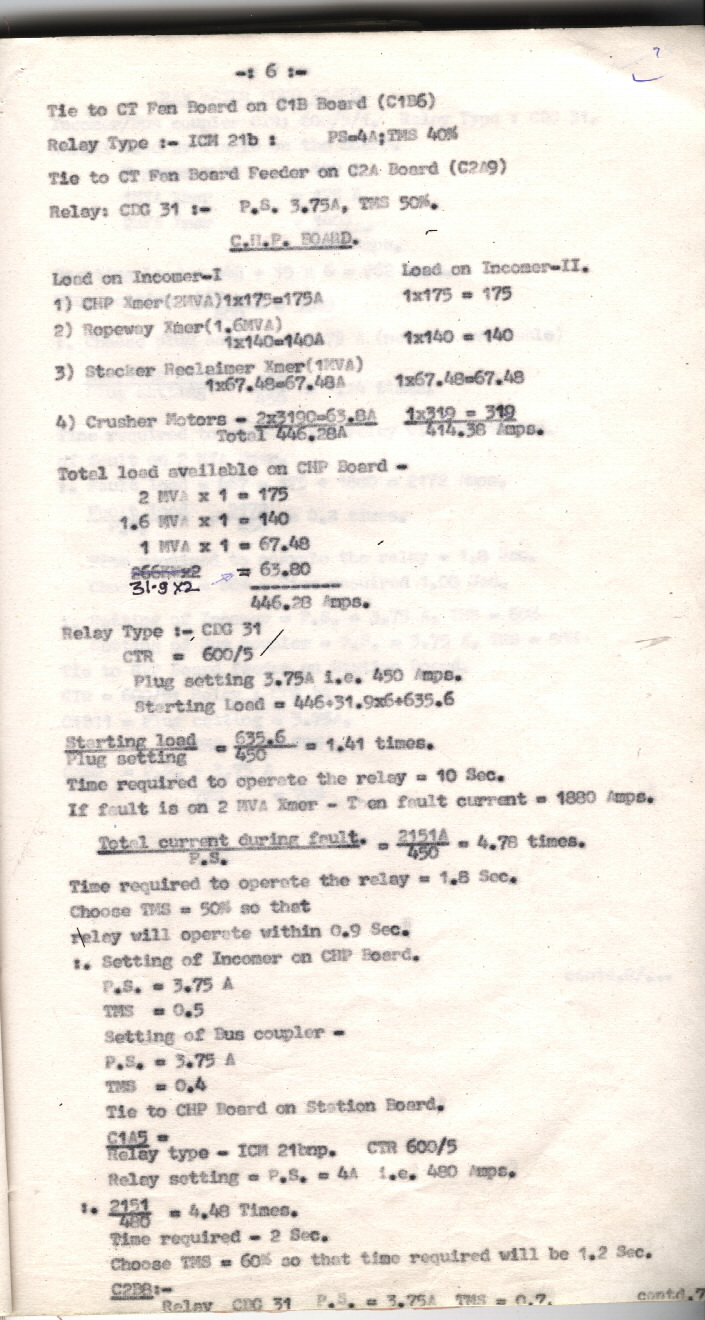 -: 6 :-
Tie to CT Fan Board on C1B Board (C1B6)
Relay Type :- ICM 21b : PS=4A;TMS 40%
Tie to CT Fan Board Feeder on C2A Board (C2A9)
Relay: CDG 31 :- P.S. 3.75A, TMS 50%.
C.H.P. BOARD.
Load on Incomer-I Load on Incomer-II.
1) CHP Xmer(2MVA)1x175=175A 1x175 = 175
2) Ropeway Xmer(1.6MVA)
1x140=140A 1x140 = 140
3) Stacker Reclaimer Xmer(1MVA)
1x67.48=67.48A 1x67.48=67.48
4) Crusher Motors - 2x3190=63.8A 1x319 = 319
Total 446.28A 414.38 Amps.
Total load available on CHP Board -
2 MVA x 1 = 175
1.6 MVA x 1 = 140
1 MVA x 1 = 67.48
= 63.80
31.9 x2
446.28 Amps.
Relay Type :- CDG 31
CTR = 600/5
Plug setting 3.75A i.e. 450 Amps.
Starting Load = 446+31.9x6+635.6
Starting load = 635.6 = 1.41 times.
Plug setting 450
Time required to operate the relay = 10 Sec.
If fault is on 2 MVA Xmer - T on fault current = 1880 Amps.
Total current during fault. = 2151A = 4.78 times.
P.S. 450
Time required to operate the relay = 1.8 Sec.
Choose TMS = 50% so that
relay will operate within 0.9 Sec.
:. Setting of Incomer on CHP Board.
P.S. = 3.75 A
TMS = 0.5
Setting of Bus coupler -
P.S. = 3.75 A
TMS = 0.4
Tie to CHP Board on Station Board.
C1A5 =
Relay type - ICM 21bnp. CTR 600/5
Relay setting = P.S. = 4A i.e. 480 Amps.
:. 2151 = 4.48 Times.
480
Time required - 2 Sec.
Choose TMS = 60% so that time required will be 1.2 Sec.
C2B8:-
Relay CDG 31 P.S. = 3.75A TMS = 0.7. contd.7